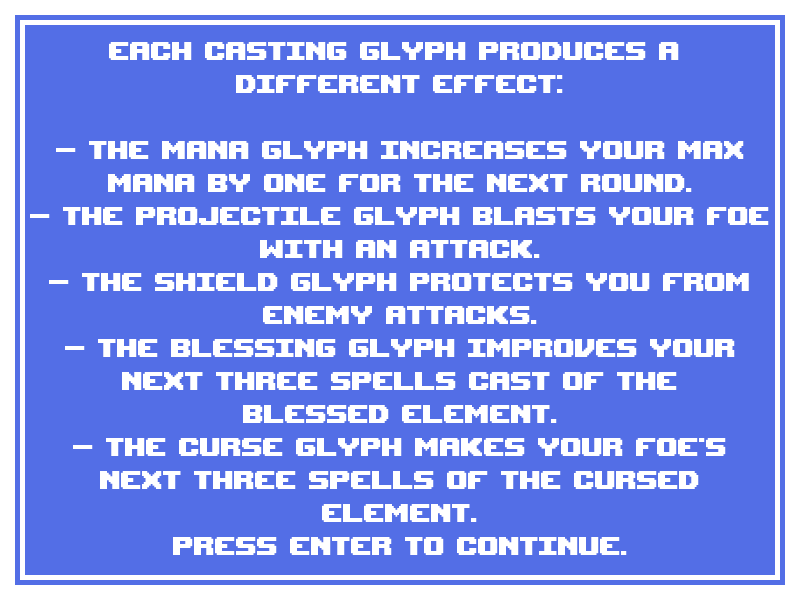 EACH CASTING GLYPH PRODUCES A
DIFFERENT EFFECT:
- THE MANA GLYPH INCREASES YOUR MAX
MANA BY ONE FOR THE NEXT ROUND.
- THE PROJECTILE GLYPH BLASTS YOUR FOE
WITH AN ATTACK.
- THE SHIELD GLYPH PROTECTS YOU FROM
ENEMY ATTACKS.
- THE BLESSING GLYPH IMPROVES YOUR
NEXT THREE SPELLS CAST OF THE
BLESSED ELEMENT.
- THE CURSE GLYPH MAKES YOUR FOE'S
NEXT THREE SPELLS OF THE CURSED
ELEMENT.
PRESS ENTER TO CONTINUE.